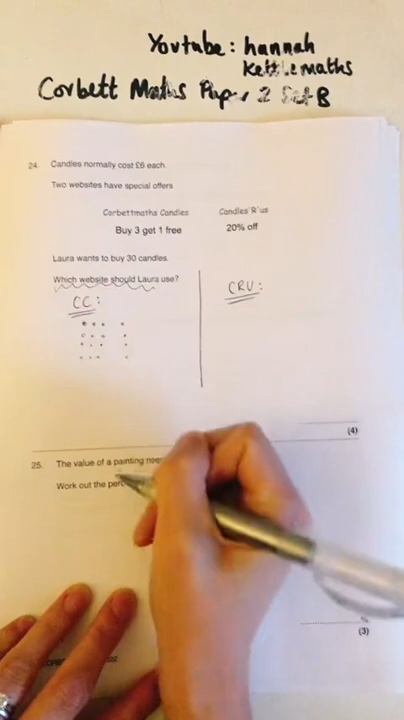 Youtube: hannah
kettlemaths
Corbett Maths Paper 2 Set B
24. Candles normally cost £6 each.
Two websites have special offers
Corbettmaths Candles Candles R'us
Buy 3 get 1 free 20% off
Laura wants to buy 30 candles.
Which website should Laura use?
CC: CRU:
(4)
25. The value of a painting
Work out the
%
(3)